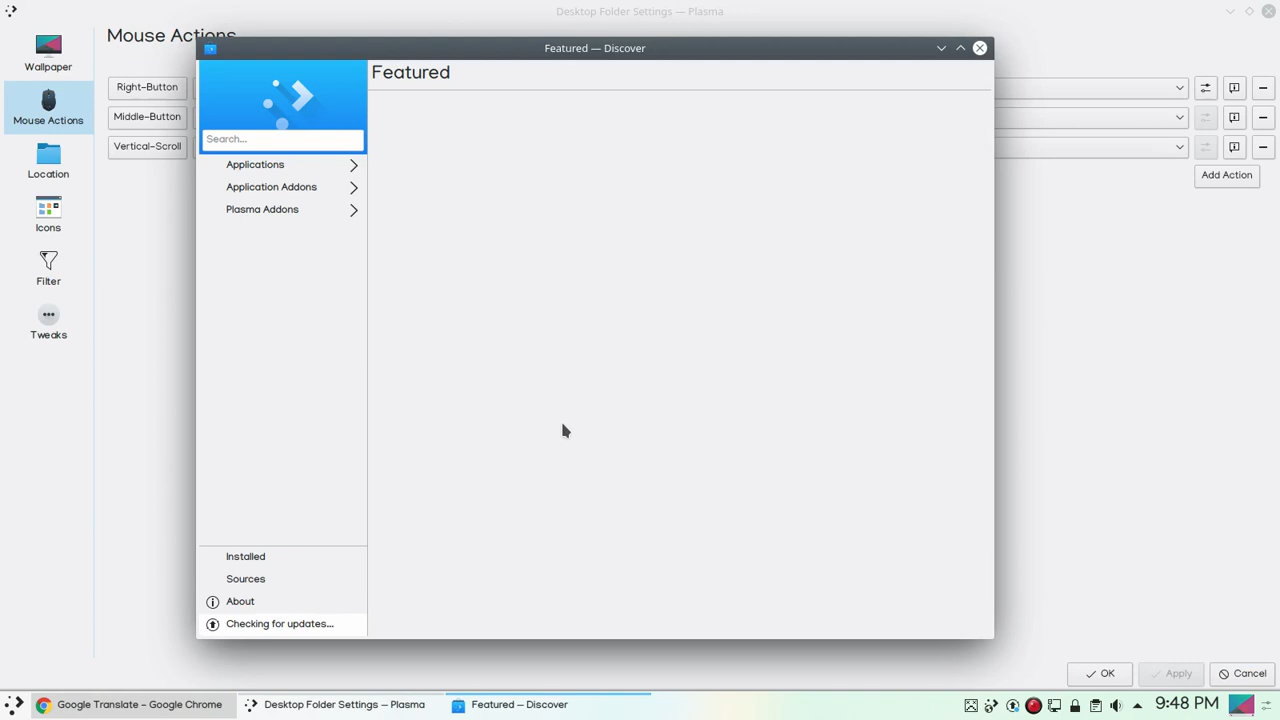 Desktop Folder Settings — Plasma
Mouse Actions
Wallpaper
Mouse Actions
Location
Icons
Filter
Tweaks
Right-Button
Middle-Button
Vertical-Scroll
Add Action
Featured — Discover
Featured
Search...
Applications
Application Addons
Plasma Addons
Installed
Sources
About
Checking for updates...
OK
Apply
Cancel
Google Translate - Google Chrome
Desktop Folder Settings — Plasma
Featured — Discover
9:48 PM